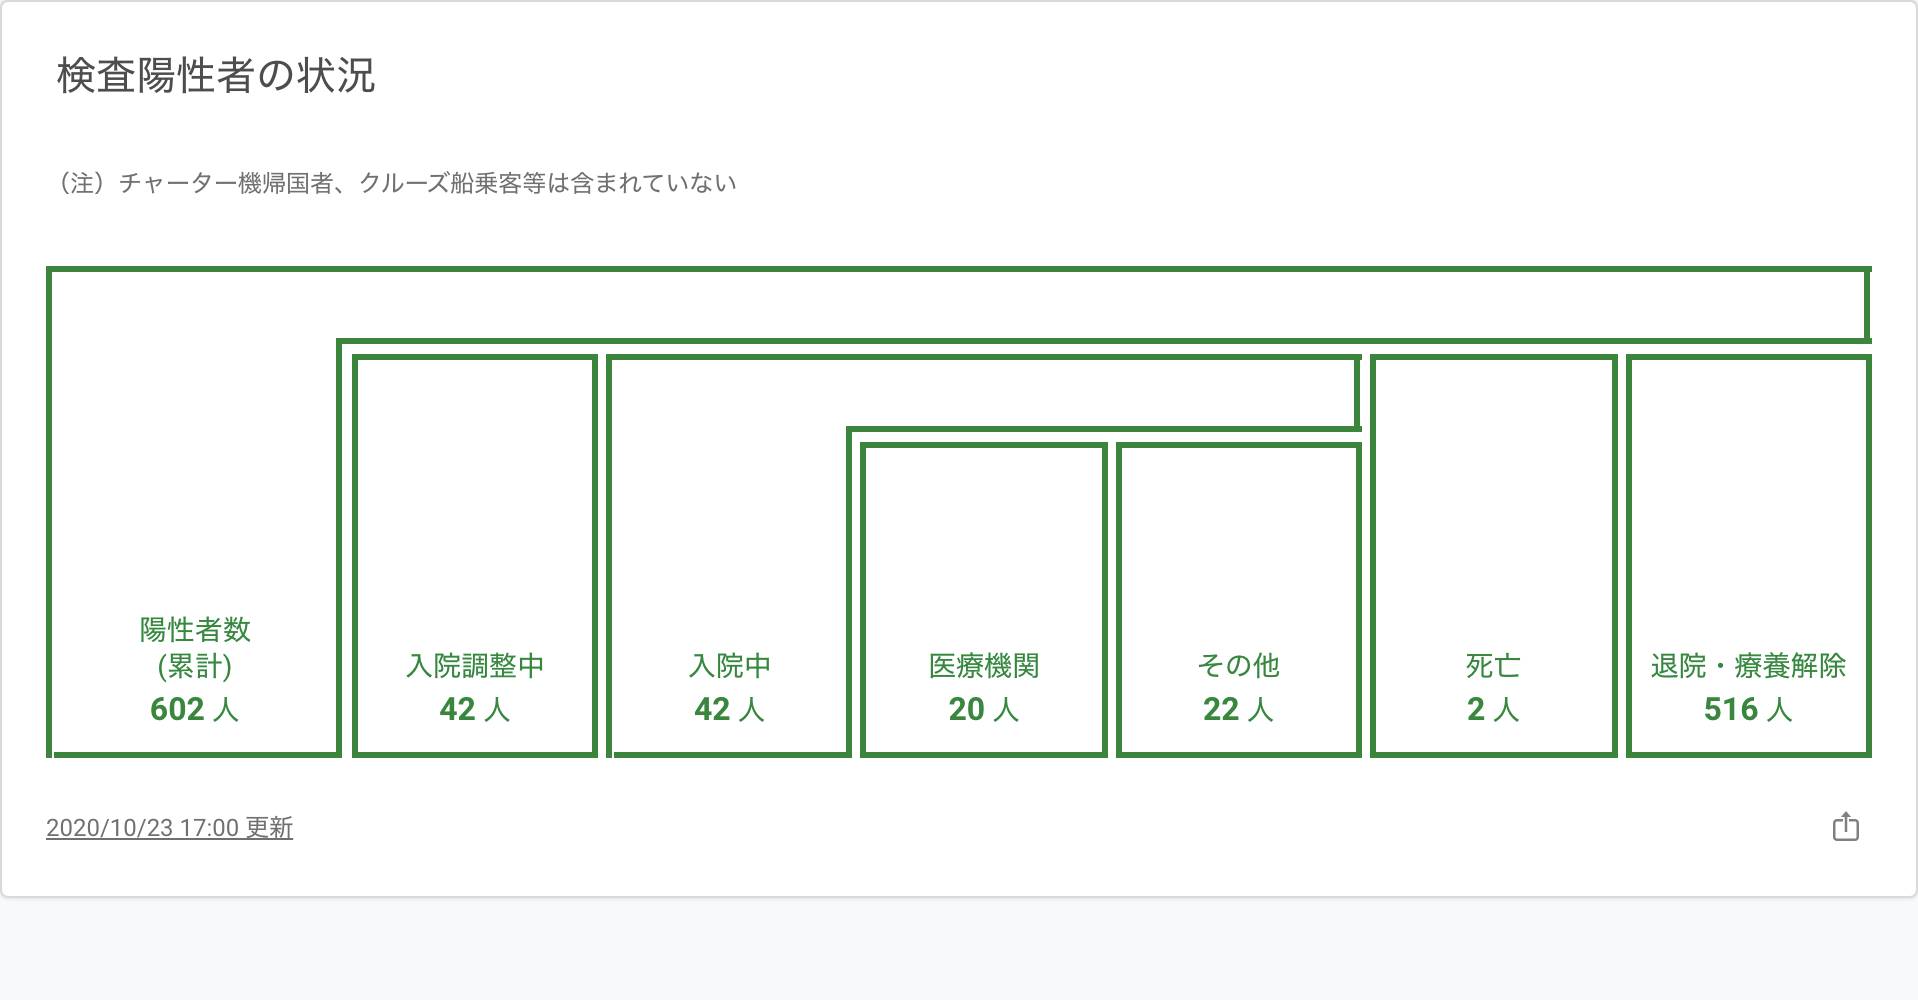 検査陽性者の状況
（注）チャーター機帰国者、クルーズ船乗客等は含まれていない
陽性者数
(累計)
602 人
入院調整中
42 人
入院中
42 人
医療機関
20 人
その他
22 人
死亡
2 人
退院・療養解除
516 人
2020/10/23 17:00 更新